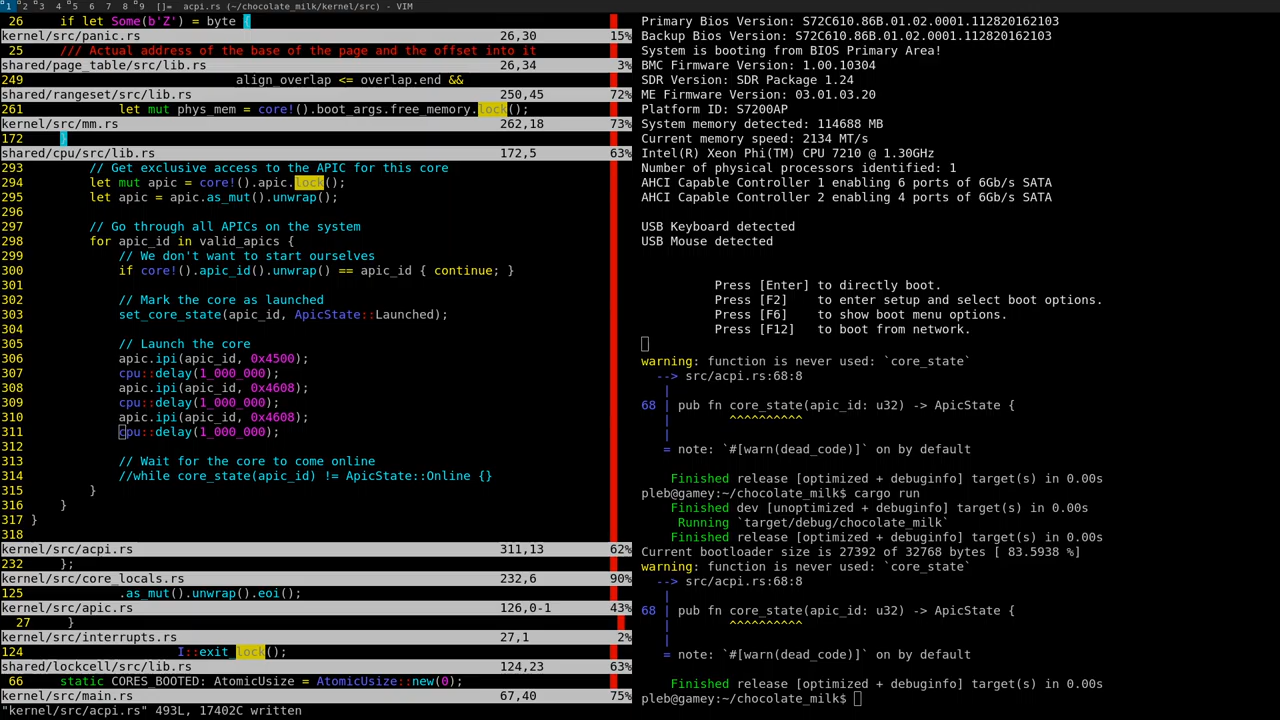 1 2 3 4 5 6 7 8 9 []= acpi.rs (~/chocolate_milk/kernel/src) - VIM
26 if let Some(b'Z') = byte {
kernel/src/panic.rs 26,30 15%
25 /// Actual address of the base of the page and the offset into it
shared/page_table/src/lib.rs 26,34 3%
249 align_overlap <= overlap.end &&
shared/rangeset/src/lib.rs 250,45 72%
261 let mut phys_mem = core!().boot_args.free_memory.lock();
kernel/src/mm.rs 262,18 73%
172 }
shared/cpu/src/lib.rs 172,5 63%
293 // Get exclusive access to the APIC for this core
294 let mut apic = core!().apic.lock();
295 let apic = apic.as_mut().unwrap();
296
297 // Go through all APICs on the system
298 for apic_id in valid_apics {
299 // We don't want to start ourselves
300 if core!().apic_id().unwrap() == apic_id { continue; }
301
302 // Mark the core as launched
303 set_core_state(apic_id, ApicState::Launched);
304
305 // Launch the core
306 apic.ipi(apic_id, 0x4500);
307 cpu::delay(1_000_000);
308 apic.ipi(apic_id, 0x4608);
309 cpu::delay(1_000_000);
310 apic.ipi(apic_id, 0x4608);
311 cpu::delay(1_000_000);
312
313 // Wait for the core to come online
314 //while core_state(apic_id) != ApicState::Online {}
315 }
316 }
317 }
318
kernel/src/acpi.rs 311,13 62%
232 };
kernel/src/core_locals.rs 232,6 90%
125 .as_mut().unwrap().eoi();
kernel/src/apic.rs 126,0-1 43%
27 }
kernel/src/interrupts.rs 27,1 2%
124 I::exit_lock();
shared/lockcell/src/lib.rs 124,23 63%
66 static CORES_BOOTED: AtomicUsize = AtomicUsize::new(0);
kernel/src/main.rs 67,40 75%
"kernel/src/acpi.rs" 493L, 17402C written
Primary Bios Version: S72C610.86B.01.02.0001.112820162103
Backup Bios Version: S72C610.86B.01.02.0001.112820162103
System is booting from BIOS Primary Area!
BMC Firmware Version: 1.00.10304
SDR Version: SDR Package 1.24
ME Firmware Version: 03.01.03.20
Platform ID: S7200AP
System memory detected: 114688 MB
Current memory speed: 2134 MT/s
Intel(R) Xeon Phi(TM) CPU 7210 @ 1.30GHz
Number of physical processors identified: 1
AHCI Capable Controller 1 enabling 6 ports of 6Gb/s SATA
AHCI Capable Controller 2 enabling 4 ports of 6Gb/s SATA
USB Keyboard detected
USB Mouse detected
Press [Enter] to directly boot.
Press [F2] to enter setup and select boot options.
Press [F6] to show boot menu options.
Press [F12] to boot from network.
warning: function is never used: `core_state`
--> src/acpi.rs:68:8
|
68 | pub fn core_state(apic_id: u32) -> ApicState {
| ^^^^^^^^^^
|
= note: `#[warn(dead_code)]` on by default
Finished release [optimized + debuginfo] target(s) in 0.00s
pleb@gamey:~/chocolate_milk$ cargo run
Finished dev [unoptimized + debuginfo] target(s) in 0.00s
Running `target/debug/chocolate_milk`
Finished release [optimized + debuginfo] target(s) in 0.00s
Current bootloader size is 27392 of 32768 bytes [ 83.5938 %]
warning: function is never used: `core_state`
--> src/acpi.rs:68:8
|
68 | pub fn core_state(apic_id: u32) -> ApicState {
| ^^^^^^^^^^
|
= note: `#[warn(dead_code)]` on by default
Finished release [optimized + debuginfo] target(s) in 0.00s
pleb@gamey:~/chocolate_milk$